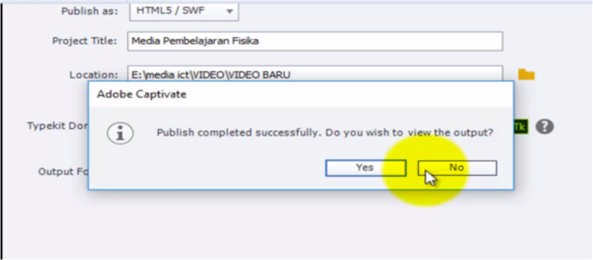 Publish as: HTML5 / SWF
Project Title: Media Pembelajaran Fisika
Location: E:\media ict\VIDEO\VIDEO BARU
Adobe Captivate
Typekit Dor
Publish completed successfully. Do you wish to view the output?
Tk ?
Output Fo
Yes No